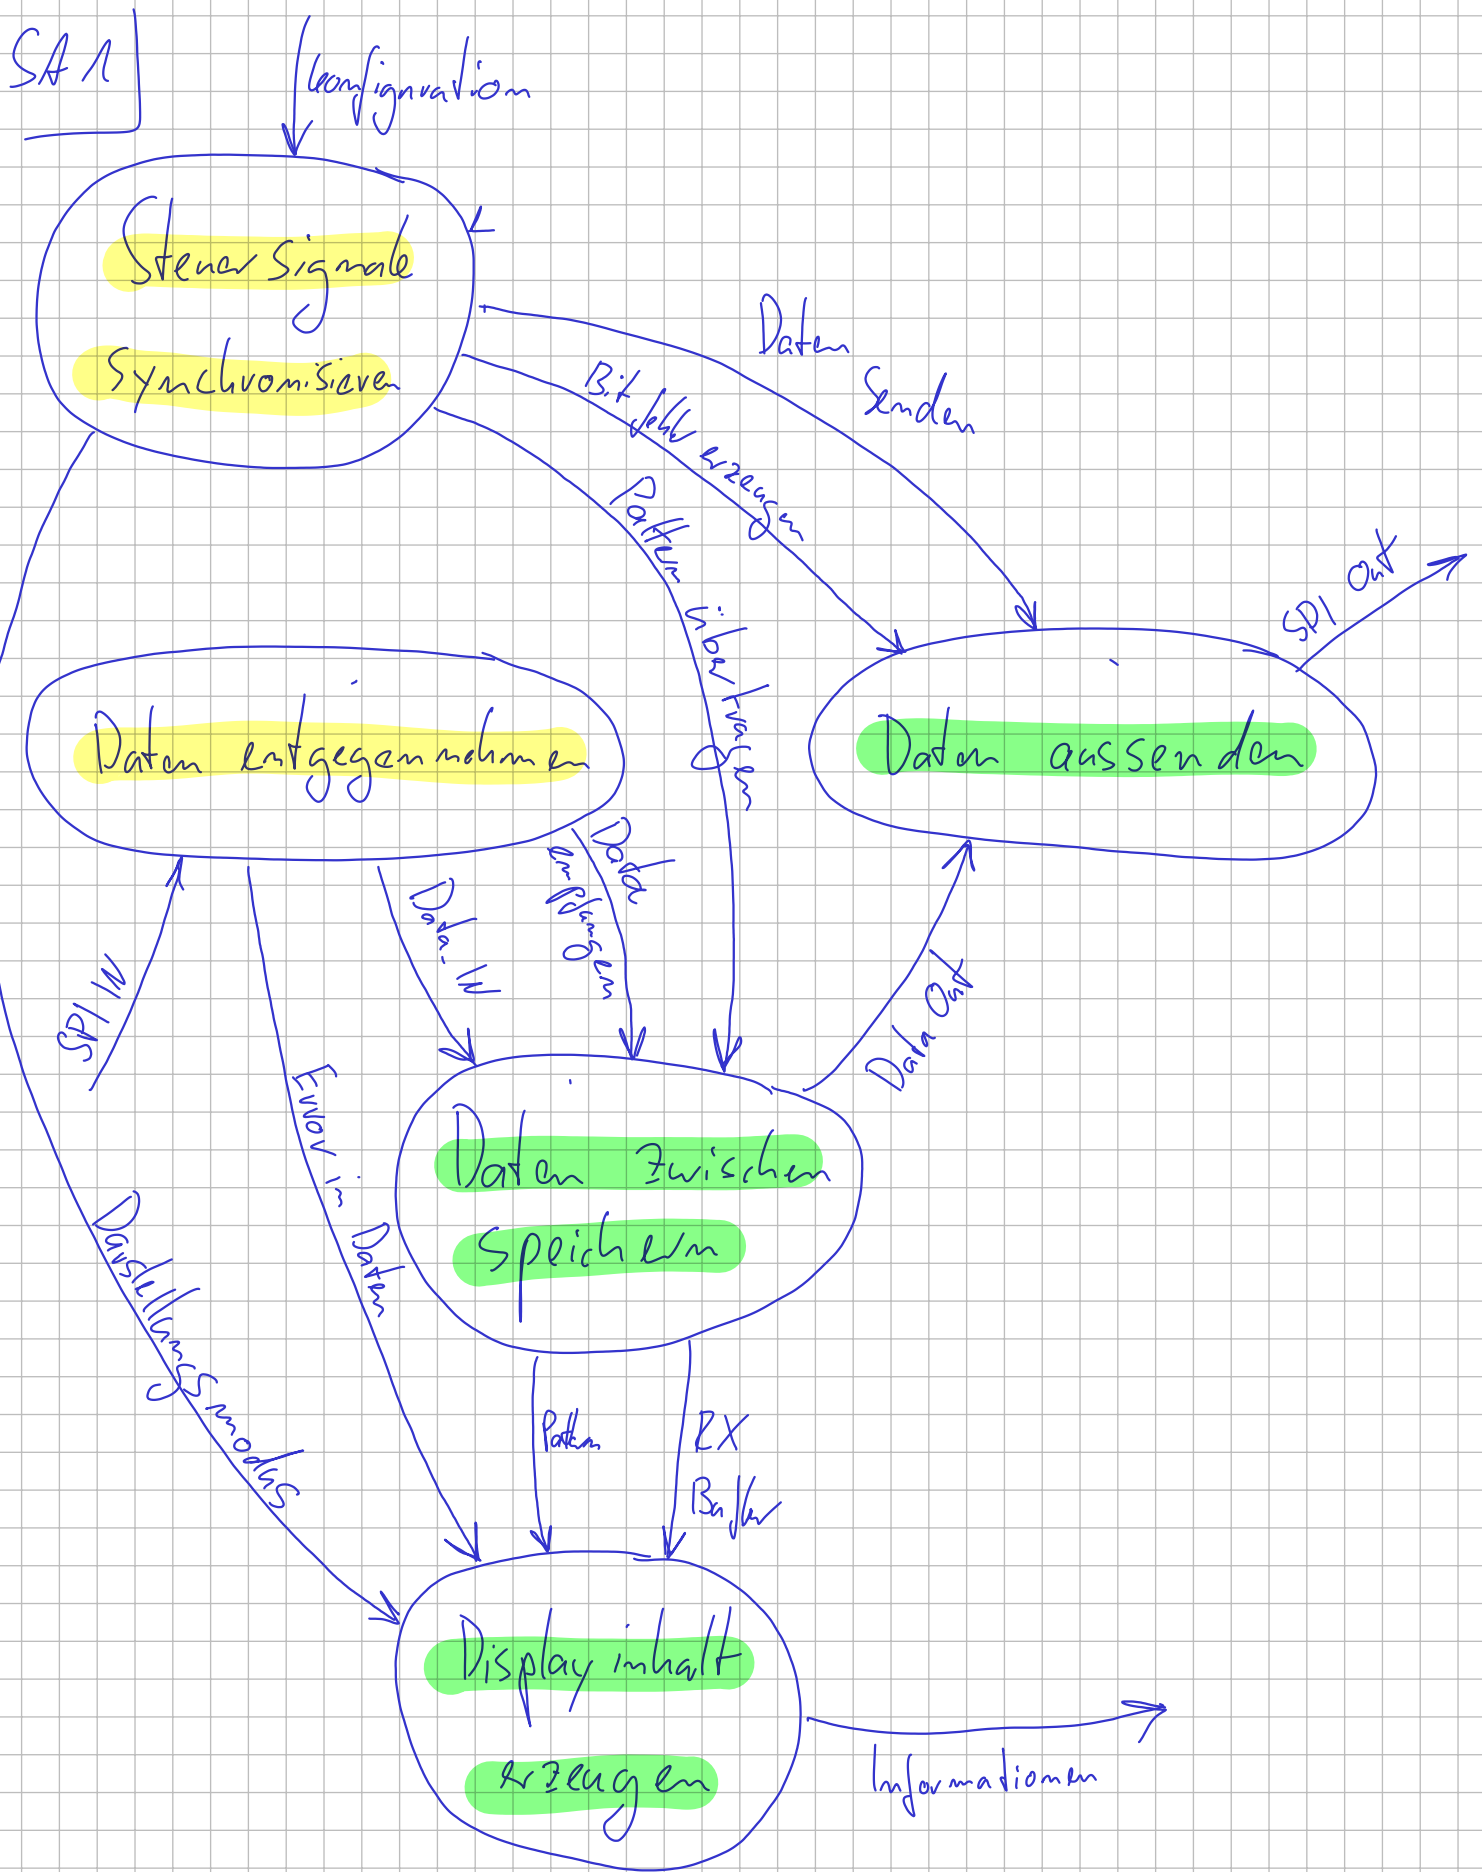 SA 1
Konfiguration
Steuer Signale
Synchronisieren
Daten
Senden
Bit fehler erzeugen
Pattern übertragen
SPI Out
Daten entgegennehmen
Daten aussenden
SPI IN
Data IN
Data
empfangen
Data Out
Error in Daten
Daten Zwischen
speichern
Darstellungsmodus
Pattern
RX
Buffer
Display inhalt
erzeugen
Informationen